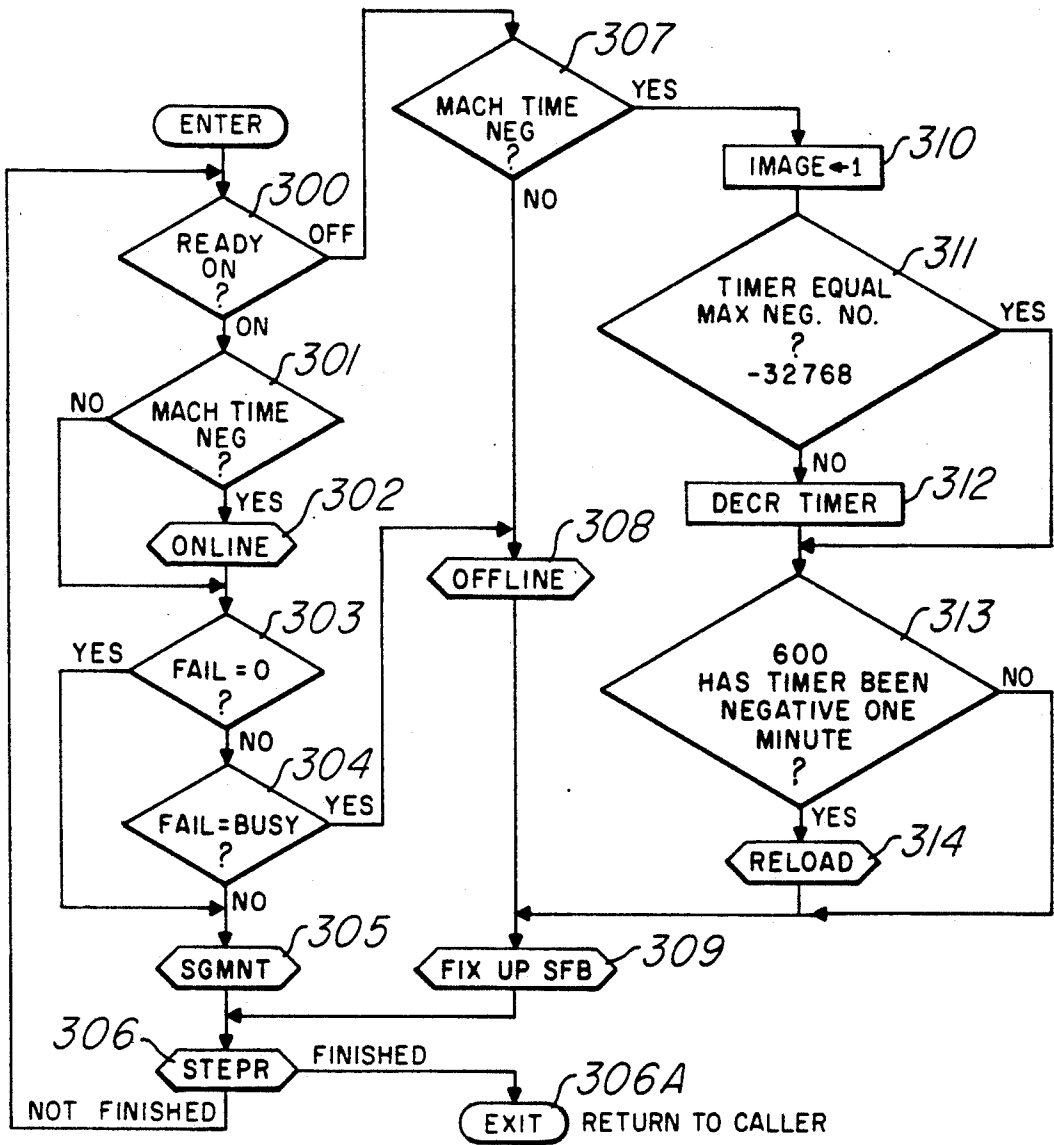 307
MACH TIME
NEG
?
YES
NO
ENTER
300
READY
ON
?
OFF
ON
310
IMAGE←1
311
TIMER EQUAL
MAX NEG. NO.
?
-32768
YES
NO
301
MACH TIME
NEG
?
NO
YES
302
ONLINE
312
DECR TIMER
308
OFFLINE
303
FAIL = 0
?
YES
NO
313
600
HAS TIMER BEEN
NEGATIVE ONE
MINUTE
?
NO
YES
304
FAIL=BUSY
?
YES
NO
314
RELOAD
305
SGMNT
309
FIX UP SFB
306
STEPR
FINISHED
NOT FINISHED
306A
EXIT
RETURN TO CALLER